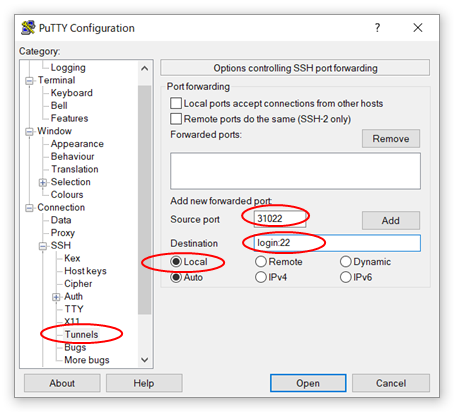 PuTTY Configuration
?
Category:
Logging
Terminal
Keyboard
Bell
Features
Window
Appearance
Behaviour
Translation
Selection
Colours
Connection
Data
Proxy
SSH
Kex
Host keys
Cipher
Auth
TTY
X11
Tunnels
Bugs
More bugs
Options controlling SSH port forwarding
Port forwarding
Local ports accept connections from other hosts
Remote ports do the same (SSH-2 only)
Forwarded ports:
Remove
Add new forwarded port:
Source port 31022 Add
Destination login:22
Local Remote Dynamic
Auto IPv4 IPv6
About Help Open Cancel